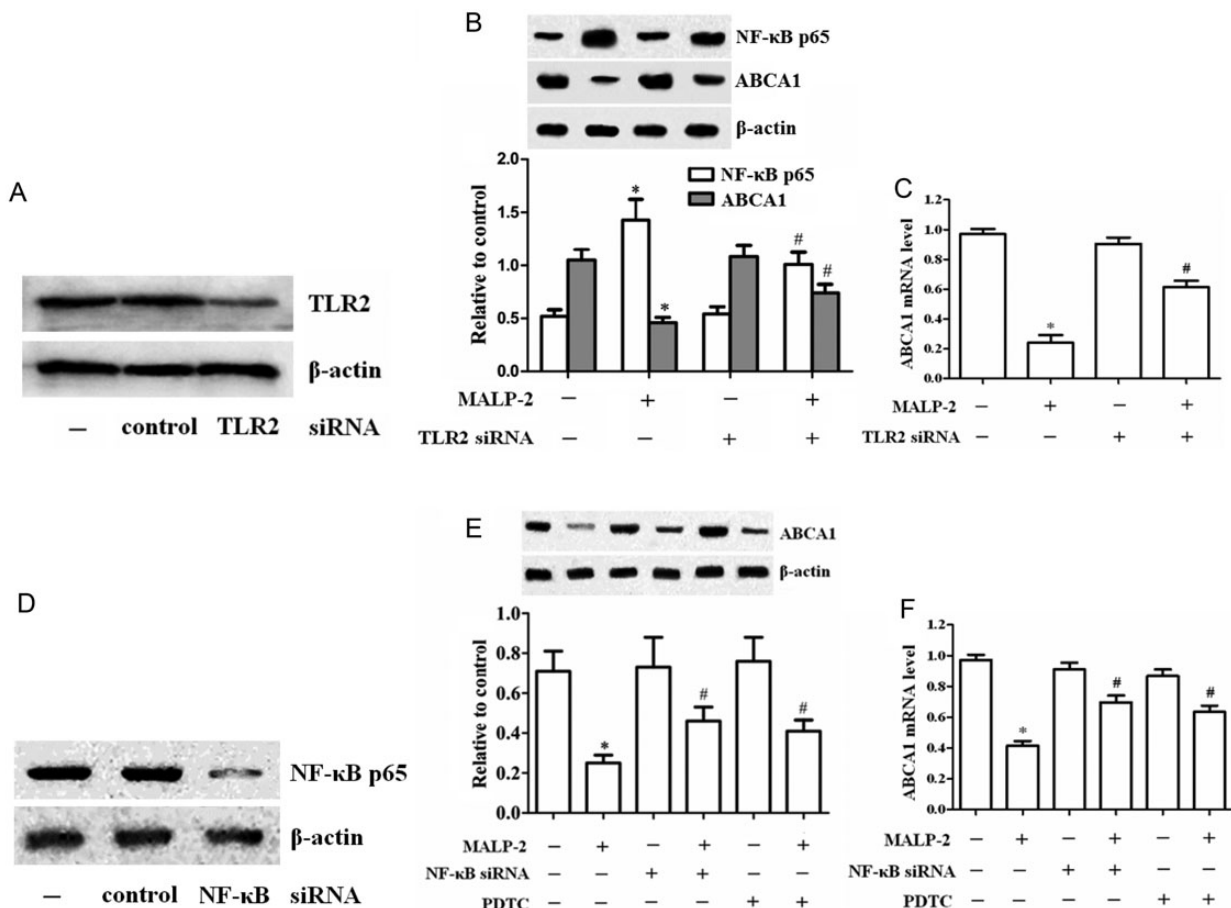 A
TLR2
β-actin
— control TLR2 siRNA
B
NF-κB p65
ABCA1
β-actin
NF-κB p65
ABCA1
Relative to control
2.0
1.5
1.0
0.5
0.0
*
*
#
#
MALP-2 − + − +
TLR2 siRNA − − + +
C
ABCA1 mRNA level
1.2
1.0
0.8
0.6
0.4
0.2
0.0
*
#
MALP-2 − + − +
TLR2 siRNA − − + +
D
NF-κB p65
β-actin
— control NF-κB siRNA
E
ABCA1
β-actin
Relative to control
1.0
0.8
0.6
0.4
0.2
0.0
*
#
#
MALP-2 − + − + − +
NF-κB siRNA − − + + − −
PDTC − − − − + +
F
ABCA1 mRNA level
1.2
1.0
0.8
0.6
0.4
0.2
0.0
*
#
#
MALP-2 − + − + − +
NF-κB siRNA − − + + − −
PDTC − − − − + +